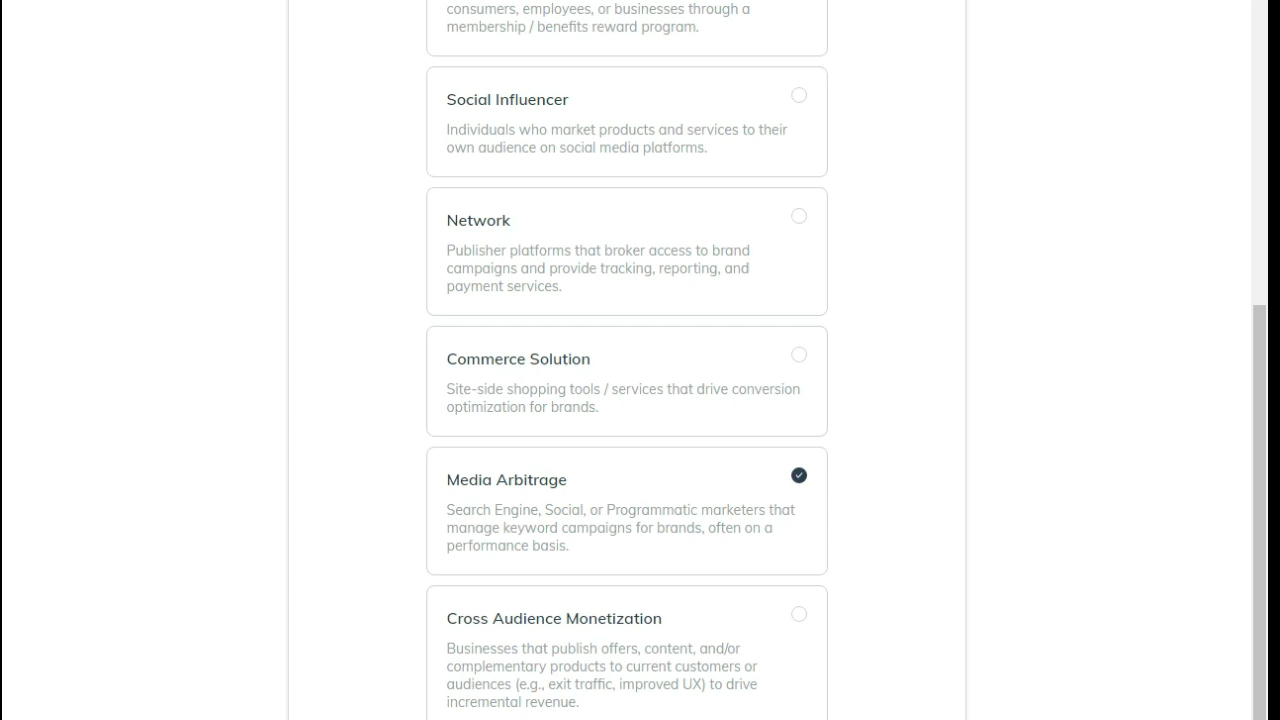 consumers, employees, or businesses through a
membership / benefits reward program.
Social Influencer
Individuals who market products and services to their
own audience on social media platforms.
Network
Publisher platforms that broker access to brand
campaigns and provide tracking, reporting, and
payment services.
Commerce Solution
Site-side shopping tools / services that drive conversion
optimization for brands.
Media Arbitrage
Search Engine, Social, or Programmatic marketers that
manage keyword campaigns for brands, often on a
performance basis.
Cross Audience Monetization
Businesses that publish offers, content, and/or
complementary products to current customers or
audiences (e.g., exit traffic, improved UX) to drive
incremental revenue.